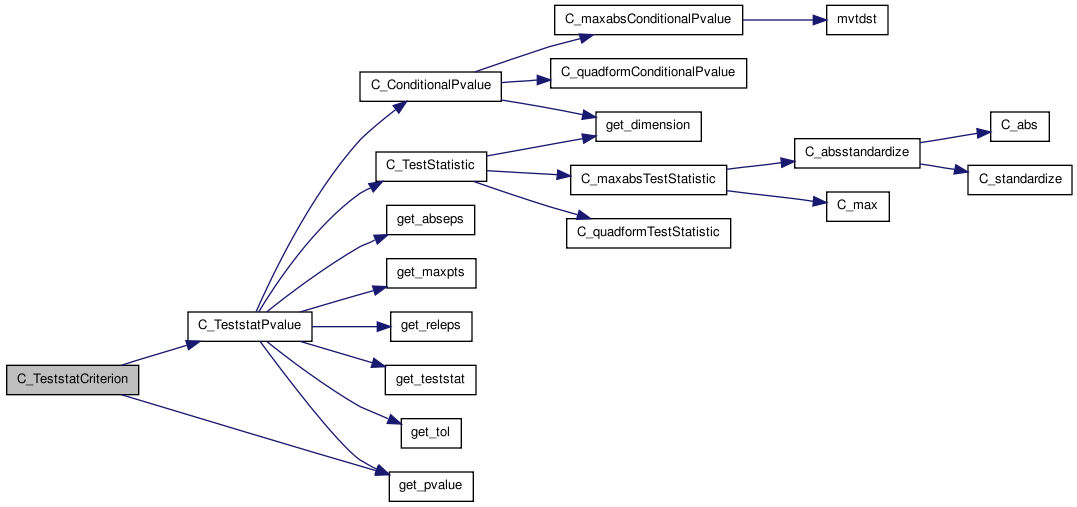 C_maxabsConditionalPvalue
mvtdst
C_quadformConditionalPvalue
C_ConditionalPvalue
get_dimension
C_abs
C_absstandardize
C_TestStatistic
C_maxabsTestStatistic
C_standardize
C_max
get_abseps
C_quadformTestStatistic
get_maxpts
C_TeststatPvalue
get_releps
C_TeststatCriterion
get_teststat
get_tol
get_pvalue